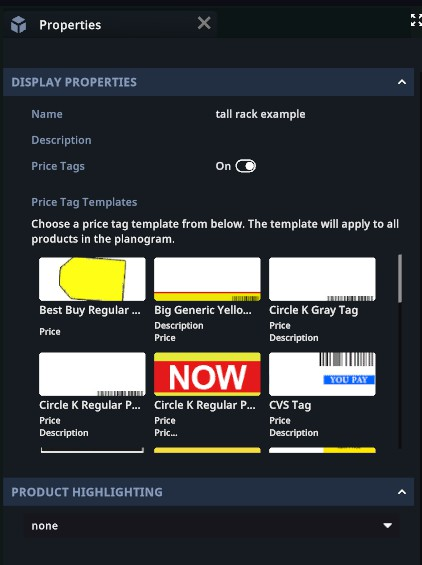 Properties
DISPLAY PROPERTIES
Name tall rack example
Description
Price Tags On
Price Tag Templates
Choose a price tag template from below. The template will apply to all
products in the planogram.
Best Buy Regular ...
Price
Big Generic Yello...
Description
Price
Circle K Gray Tag
Price
Description
Circle K Regular P...
Price
Description
NOW
Circle K Regular P...
Price
Pric...
YOU PAY
CVS Tag
Price
Description
PRODUCT HIGHLIGHTING
none